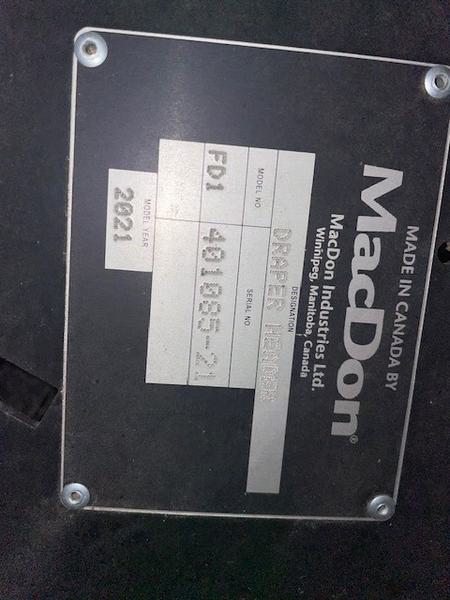 MADE IN CANADA BY
MacDon®
MacDon Industries Ltd.
Winnipeg, Manitoba, Canada
DESIGNATION
DRAPER HEADER
MODEL NO
SERIAL NO
FD1
401085-21
MODEL YEAR
2021